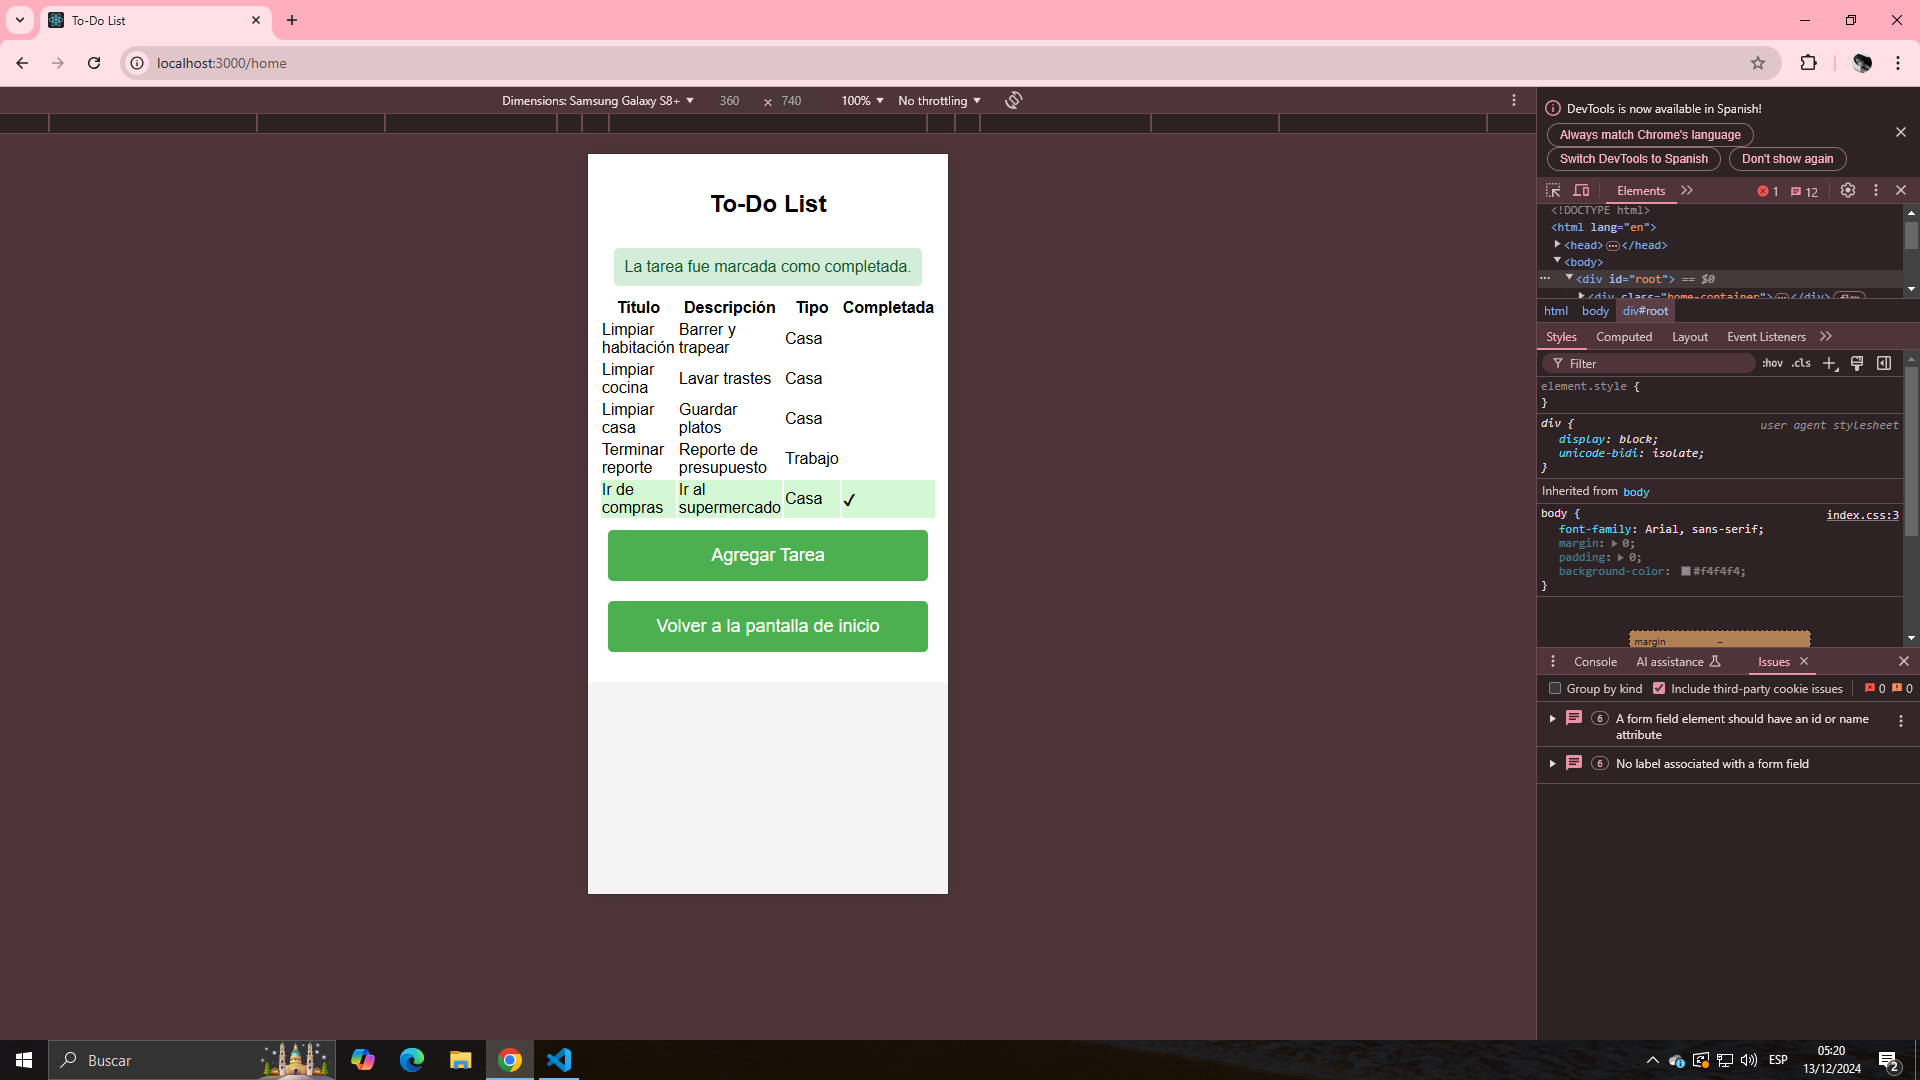 To-Do List
localhost:3000/home
Dimensions: Samsung Galaxy S8+ 360 × 740 100% No throttling
To-Do List
La tarea fue marcada como completada.
Título Descripción Tipo Completada
Limpiar habitación Barrer y trapear Casa
Limpiar cocina Lavar trastes Casa
Limpiar casa Guardar platos Casa
Terminar reporte Reporte de presupuesto Trabajo
Ir de compras Ir al supermercado Casa ✓
Agregar Tarea
Volver a la pantalla de inicio
DevTools is now available in Spanish!
Always match Chrome's language
Switch DevTools to Spanish Don't show again
Elements 1 12
<!DOCTYPE html>
<html lang="en">
<head> </head>
<body>
<div id="root"> == $0
<div class="home-container"> </div> flex
html body div#root
Styles Computed Layout Event Listeners
Filter :hov .cls
element.style {
}
div { user agent stylesheet
display: block;
unicode-bidi: isolate;
}
Inherited from body
body { index.css:3
font-family: Arial, sans-serif;
margin: 0;
padding: 0;
background-color: #f4f4f4;
}
margin –
Console AI assistance Issues
Group by kind Include third-party cookie issues 0 0
6 A form field element should have an id or name
attribute
6 No label associated with a form field
Buscar
ESP
05:20
13/12/2024
2